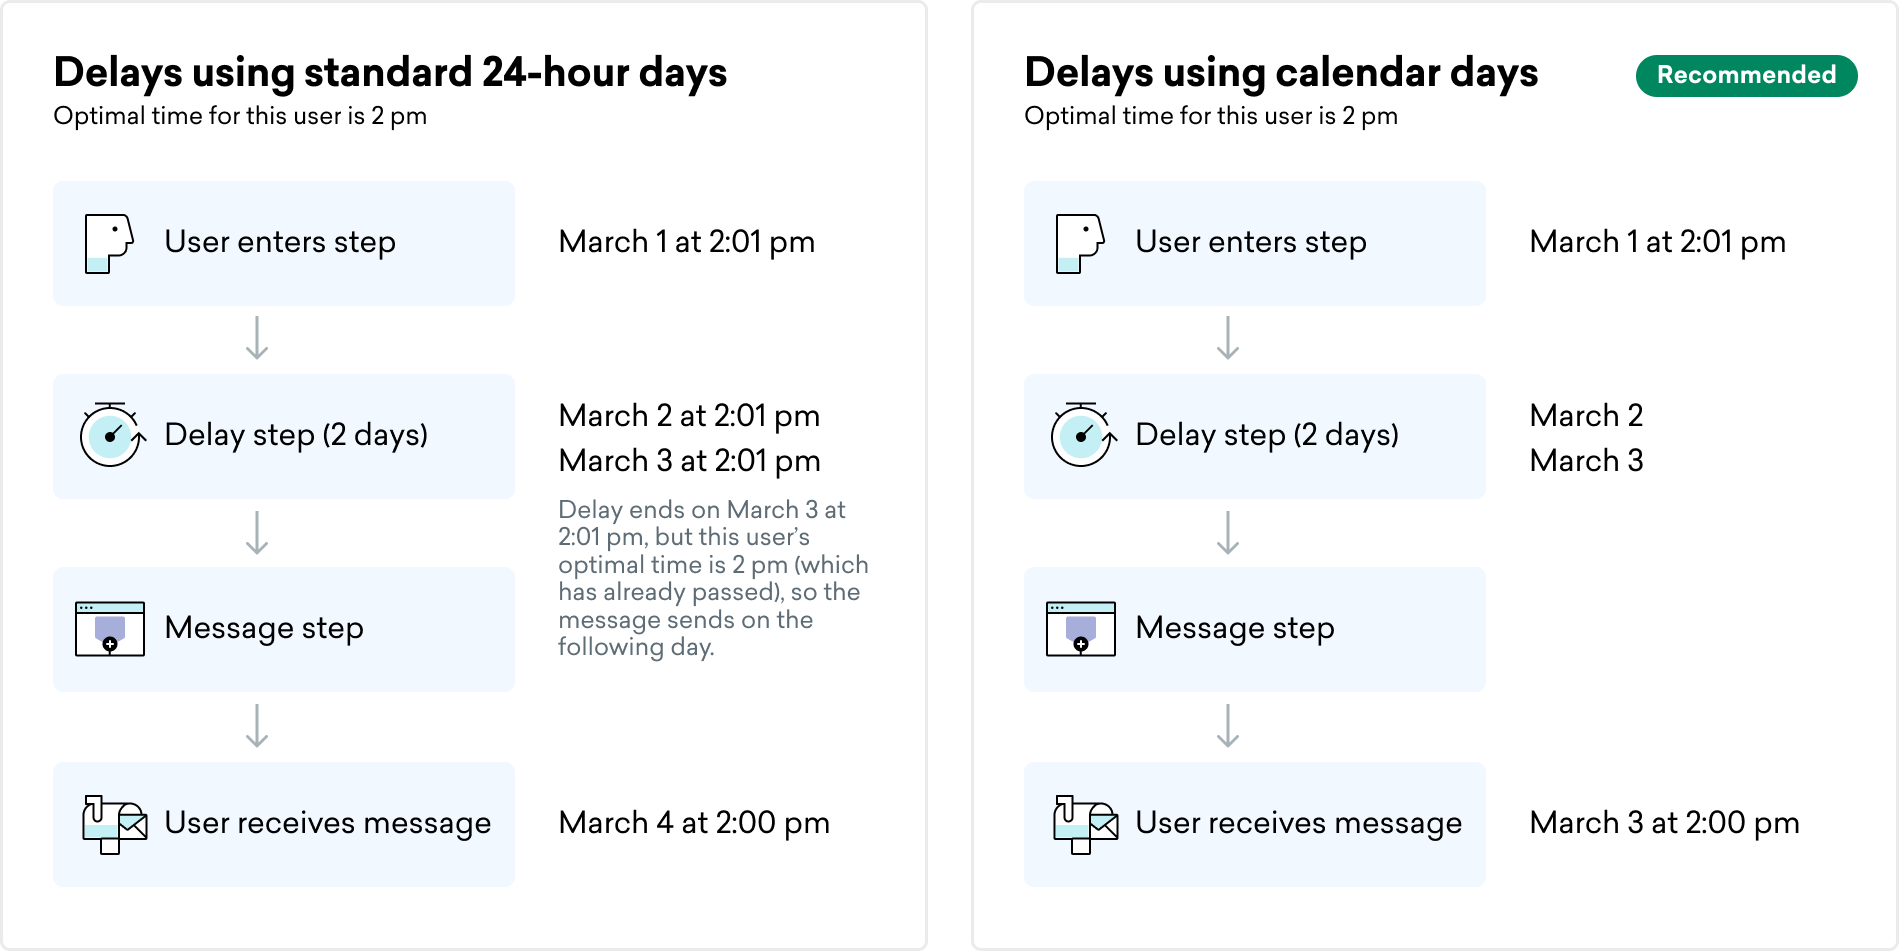 Delays using standard 24-hour days
Optimal time for this user is 2 pm
User enters step
March 1 at 2:01 pm
Delay step (2 days)
March 2 at 2:01 pm
March 3 at 2:01 pm
Delay ends on March 3 at
2:01 pm, but this user’s
optimal time is 2 pm (which
has already passed), so the
message sends on the
following day.
Message step
User receives message
March 4 at 2:00 pm
Delays using calendar days
Recommended
Optimal time for this user is 2 pm
User enters step
March 1 at 2:01 pm
Delay step (2 days)
March 2
March 3
Message step
User receives message
March 3 at 2:00 pm